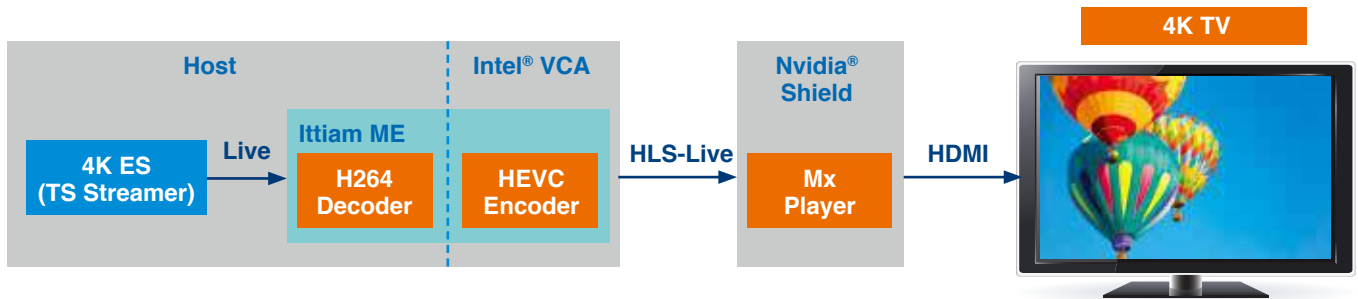 4K TV
Host
Intel® VCA
Nvidia®
Shield
Ittiam ME
4K ES
(TS Streamer)
Live
H264
Decoder
HEVC
Encoder
HLS-Live
Mx
Player
HDMI